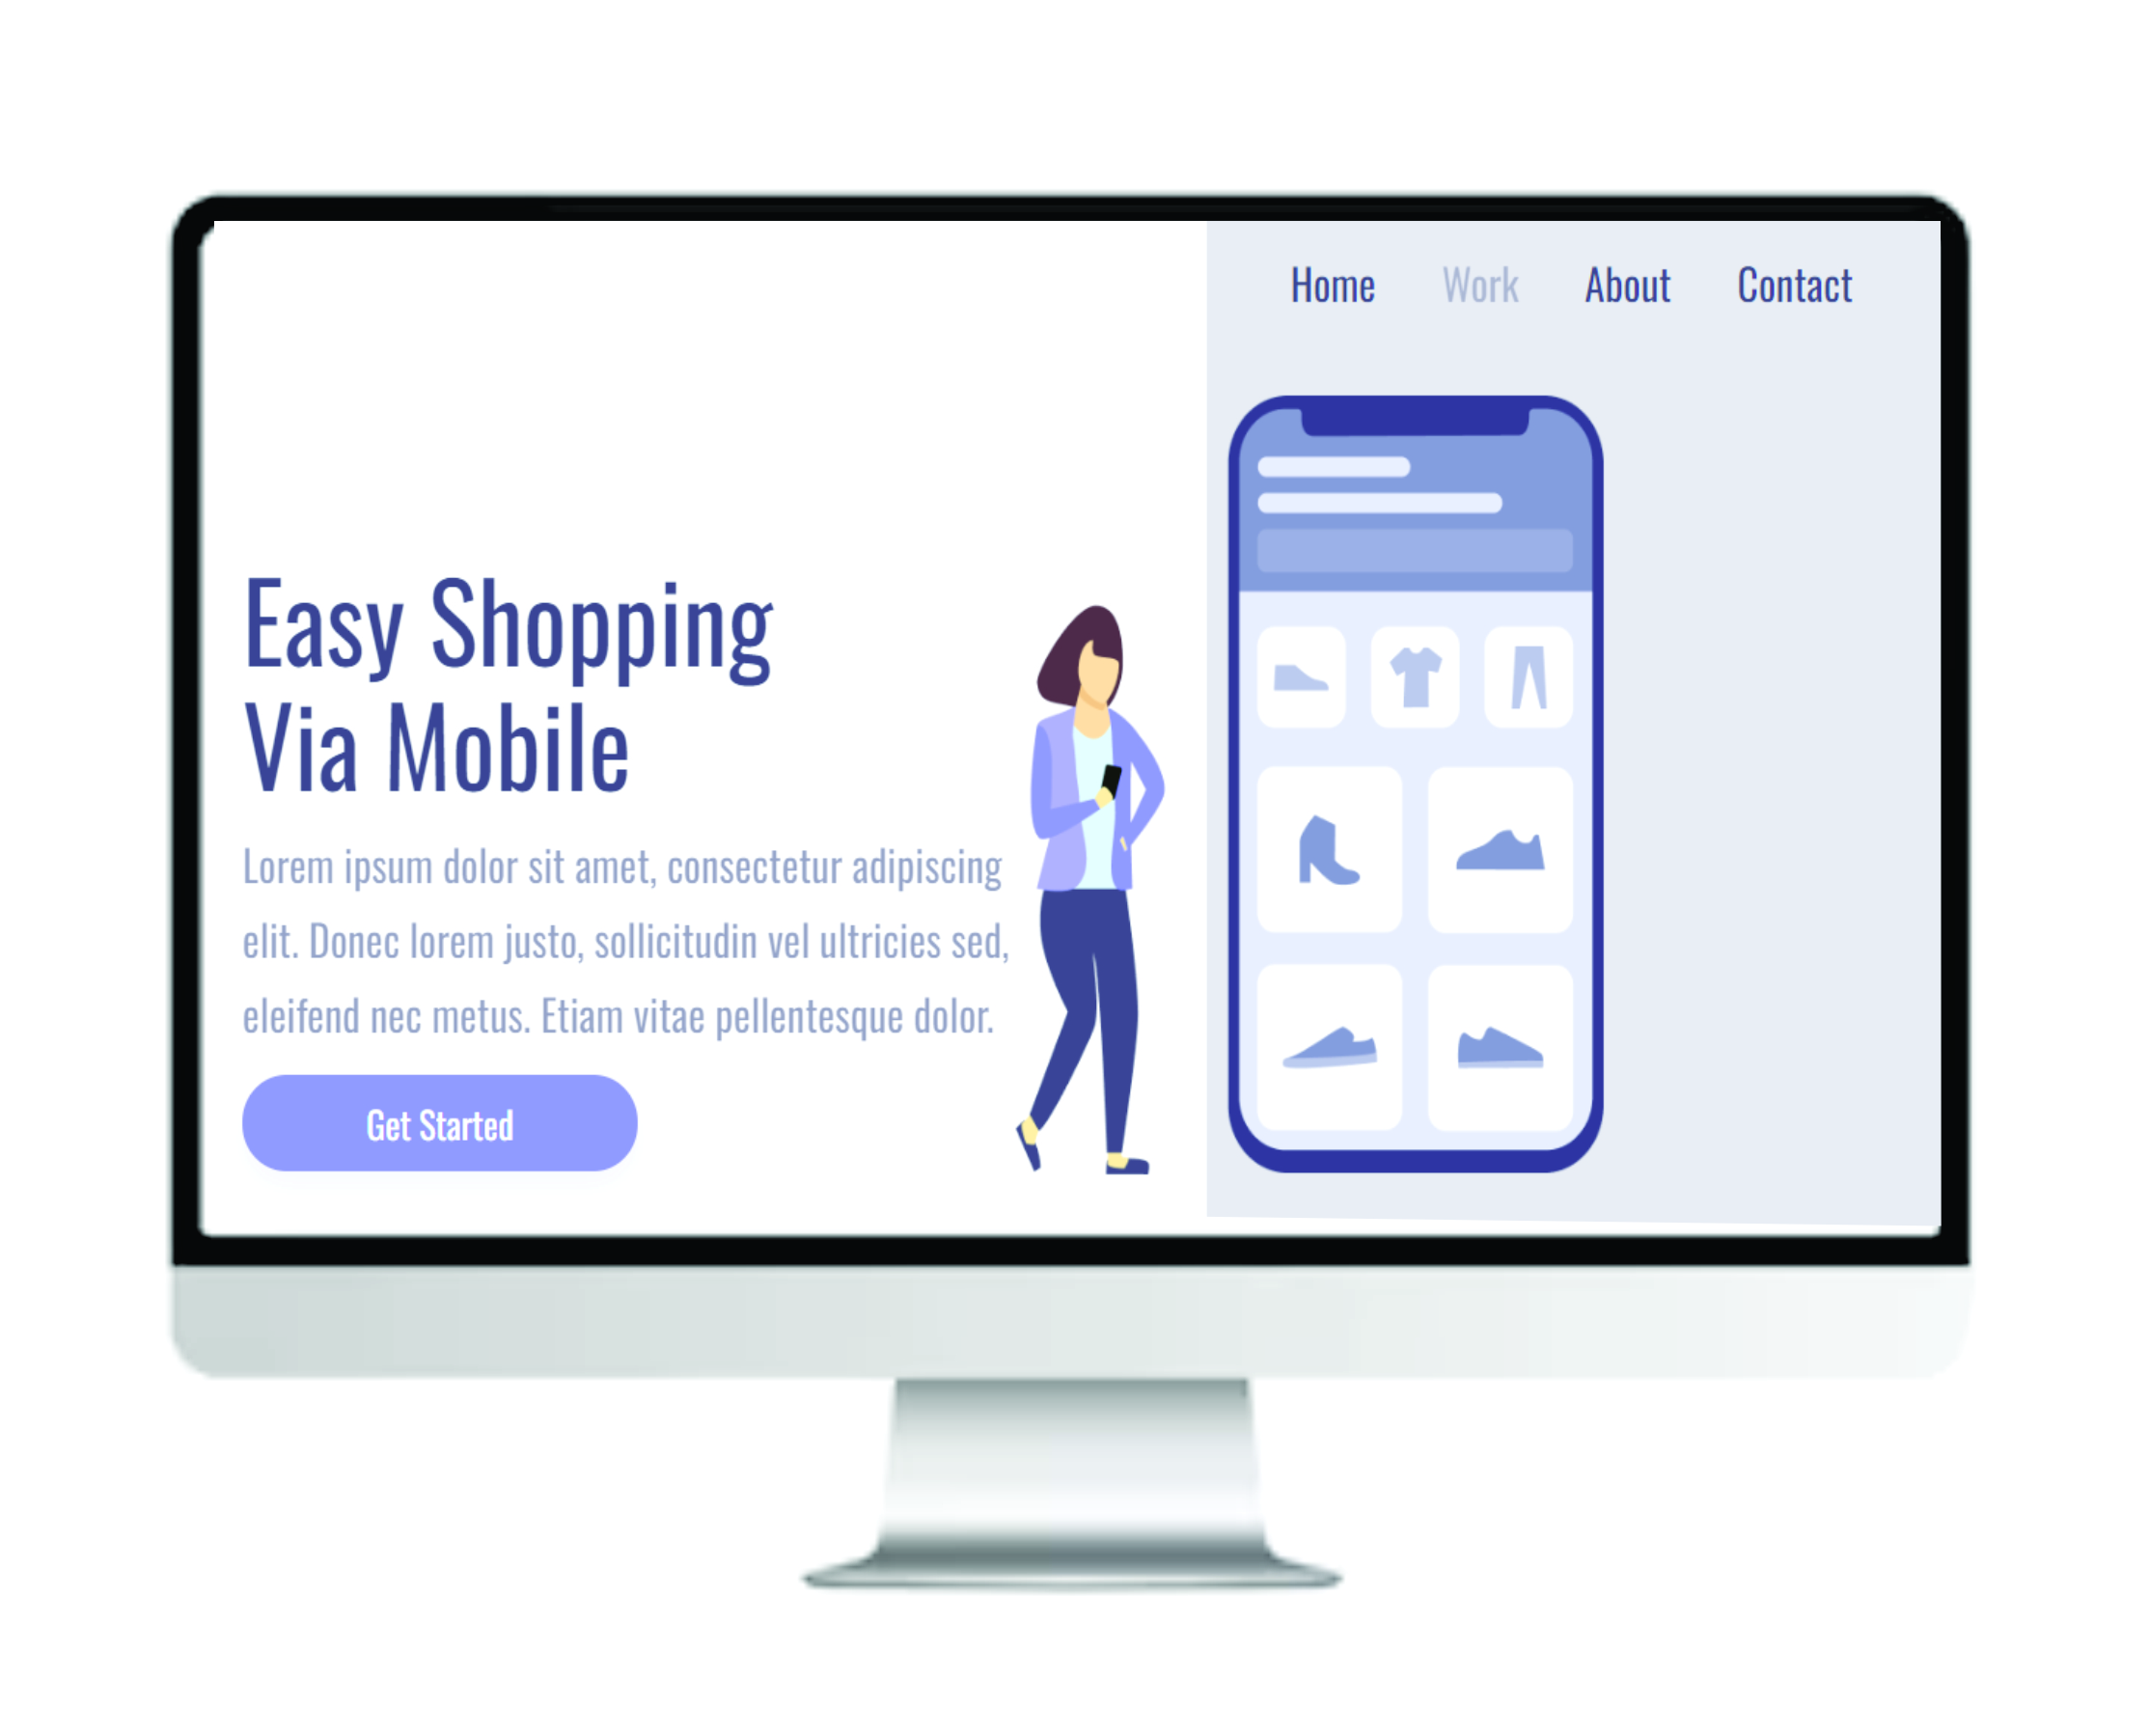 Home Work About Contact
Easy Shopping
Via Mobile
Lorem ipsum dolor sit amet, consectetur adipiscing
elit. Donec lorem justo, sollicitudin vel ultricies sed,
eleifend nec metus. Etiam vitae pellentesque dolor.
Get Started